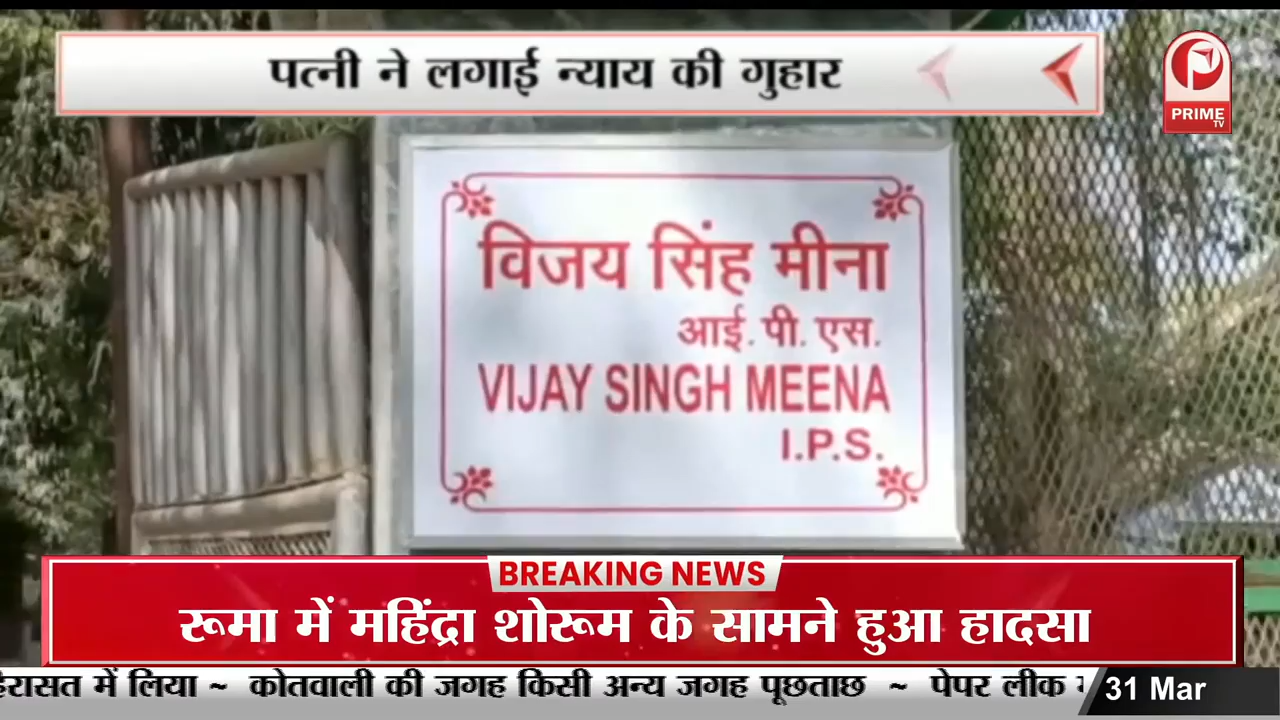 पत्नी ने लगाई न्याय की गुहार
PRIME
TV
विजय सिंह मीना
आई. पी. एस.
VIJAY SINGH MEENA
I.P.S.
BREAKING NEWS
रूमा में महिंद्रा शोरूम के सामने हुआ हादसा
में लिया ~ कोतवाली की जगह किसी अन्य जगह पूछताछ ~ पेपर लीक
31 Mar